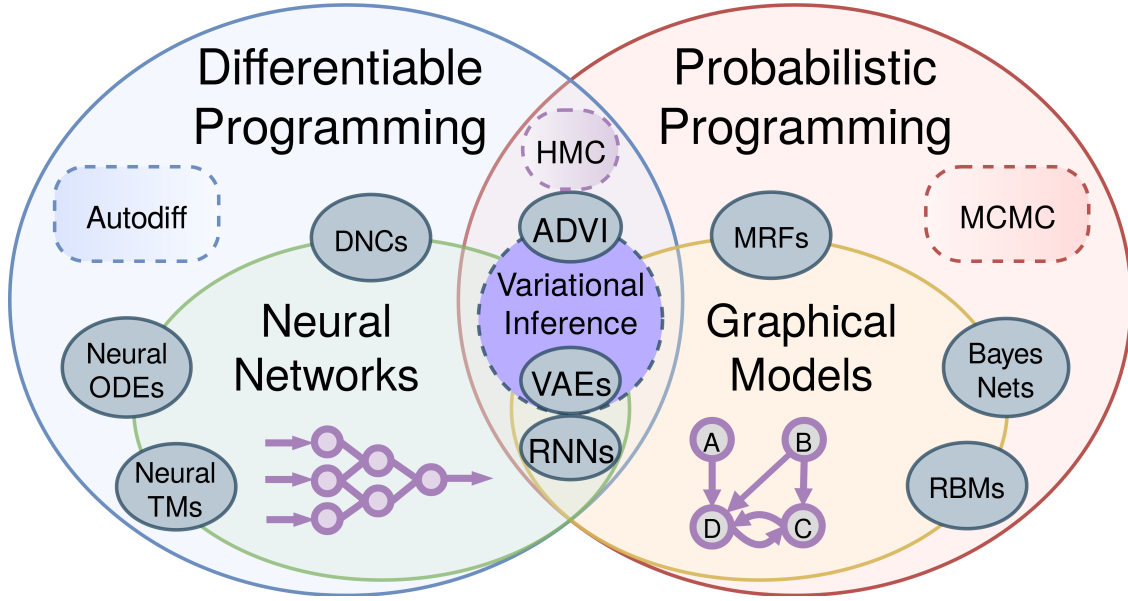 Differentiable
Programming
Probabilistic
Programming
HMC
Autodiff
MCMC
DNCs
ADVI
MRFs
Variational
Inference
Neural
Networks
Graphical
Models
Neural
ODEs
VAEs
Bayes
Nets
RNNs
A
B
Neural
TMs
RBMs
D
C